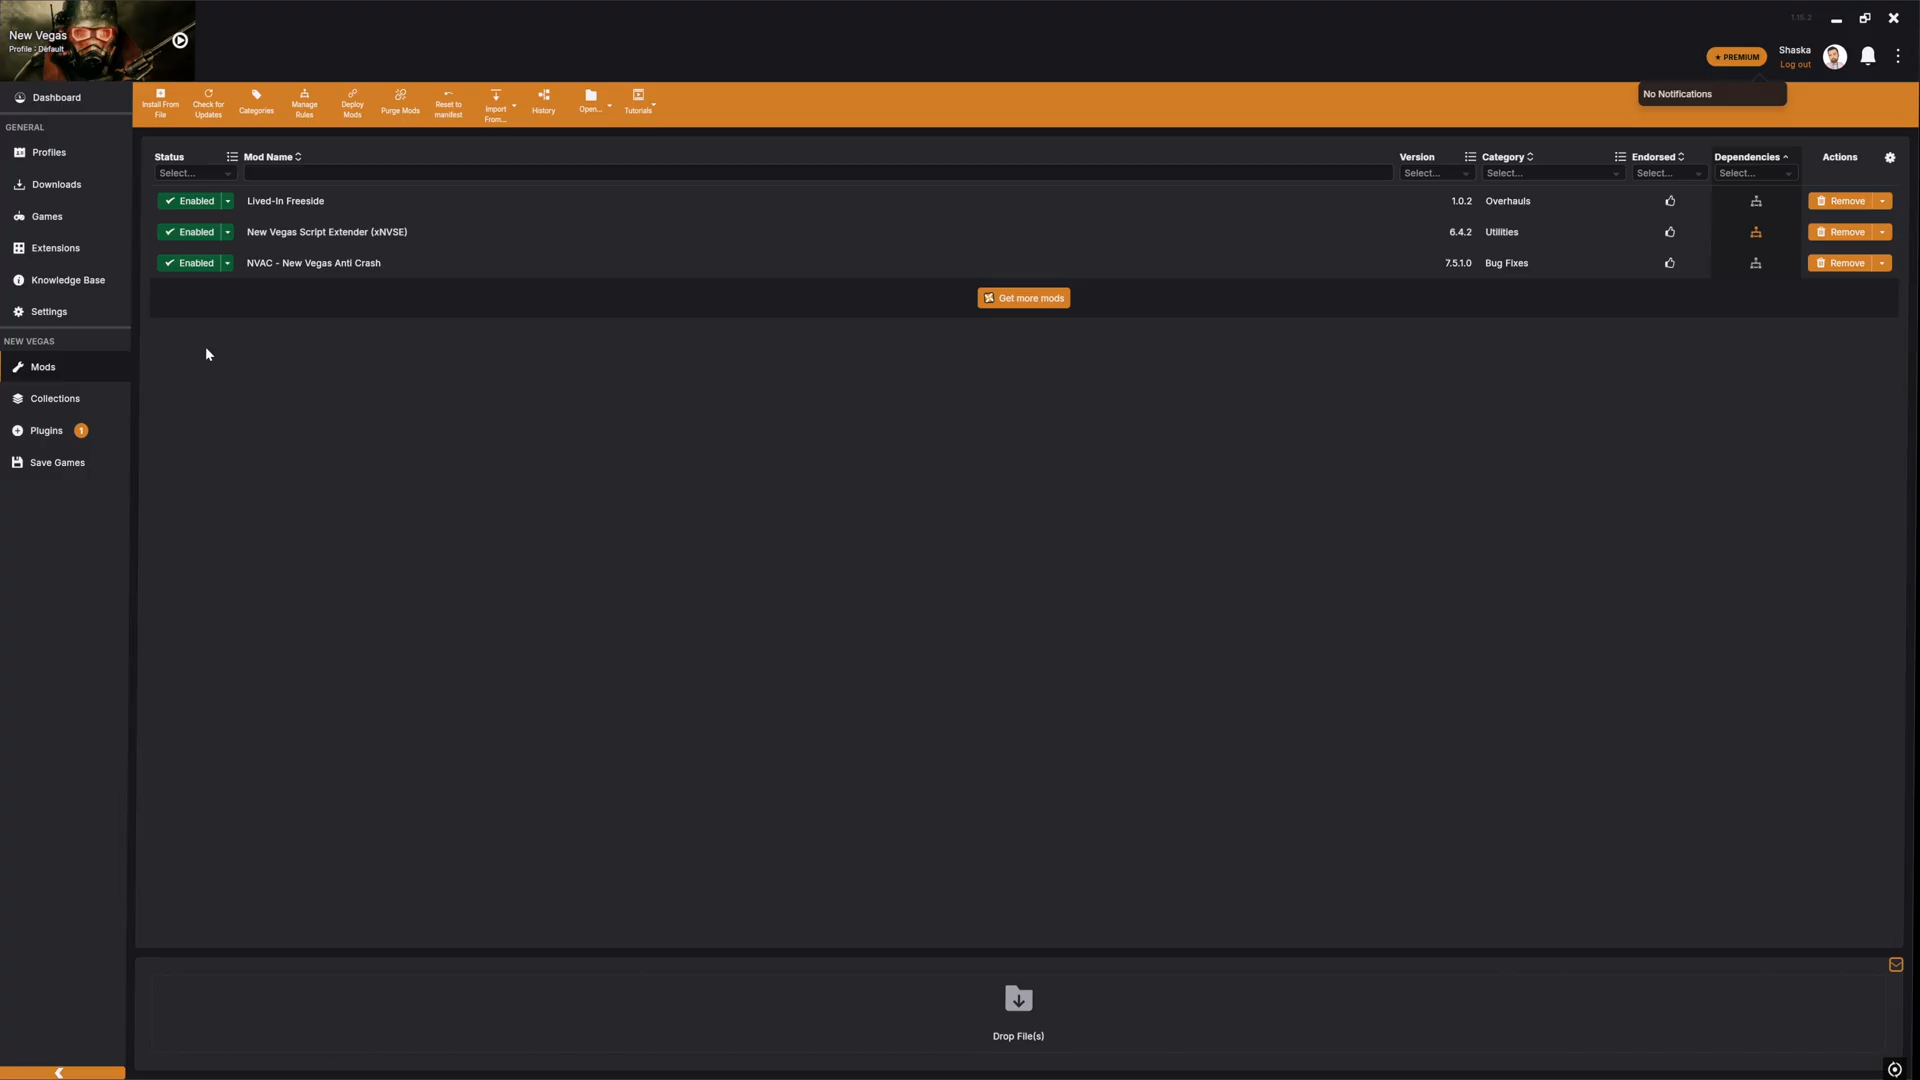 New Vegas
Profile : Default
1.15.2
PREMIUM
Shaska
Log out
No Notifications
Dashboard
GENERAL
Profiles
Downloads
Games
Extensions
Knowledge Base
Settings
NEW VEGAS
Mods
Collections
Plugins 1
Save Games
Install From
File
Check for
Updates
Categories
Manage
Rules
Deploy
Mods
Purge Mods
Reset to
manifest
Import
From...
History
Open...
Tutorials
Status Mod Name Version Category Endorsed Dependencies Actions
Select... Select... Select... Select... Select...
Enabled Lived-In Freeside 1.0.2 Overhauls Remove
Enabled New Vegas Script Extender (xNVSE) 6.4.2 Utilities Remove
Enabled NVAC - New Vegas Anti Crash 7.5.1.0 Bug Fixes Remove
Get more mods
Drop File(s)